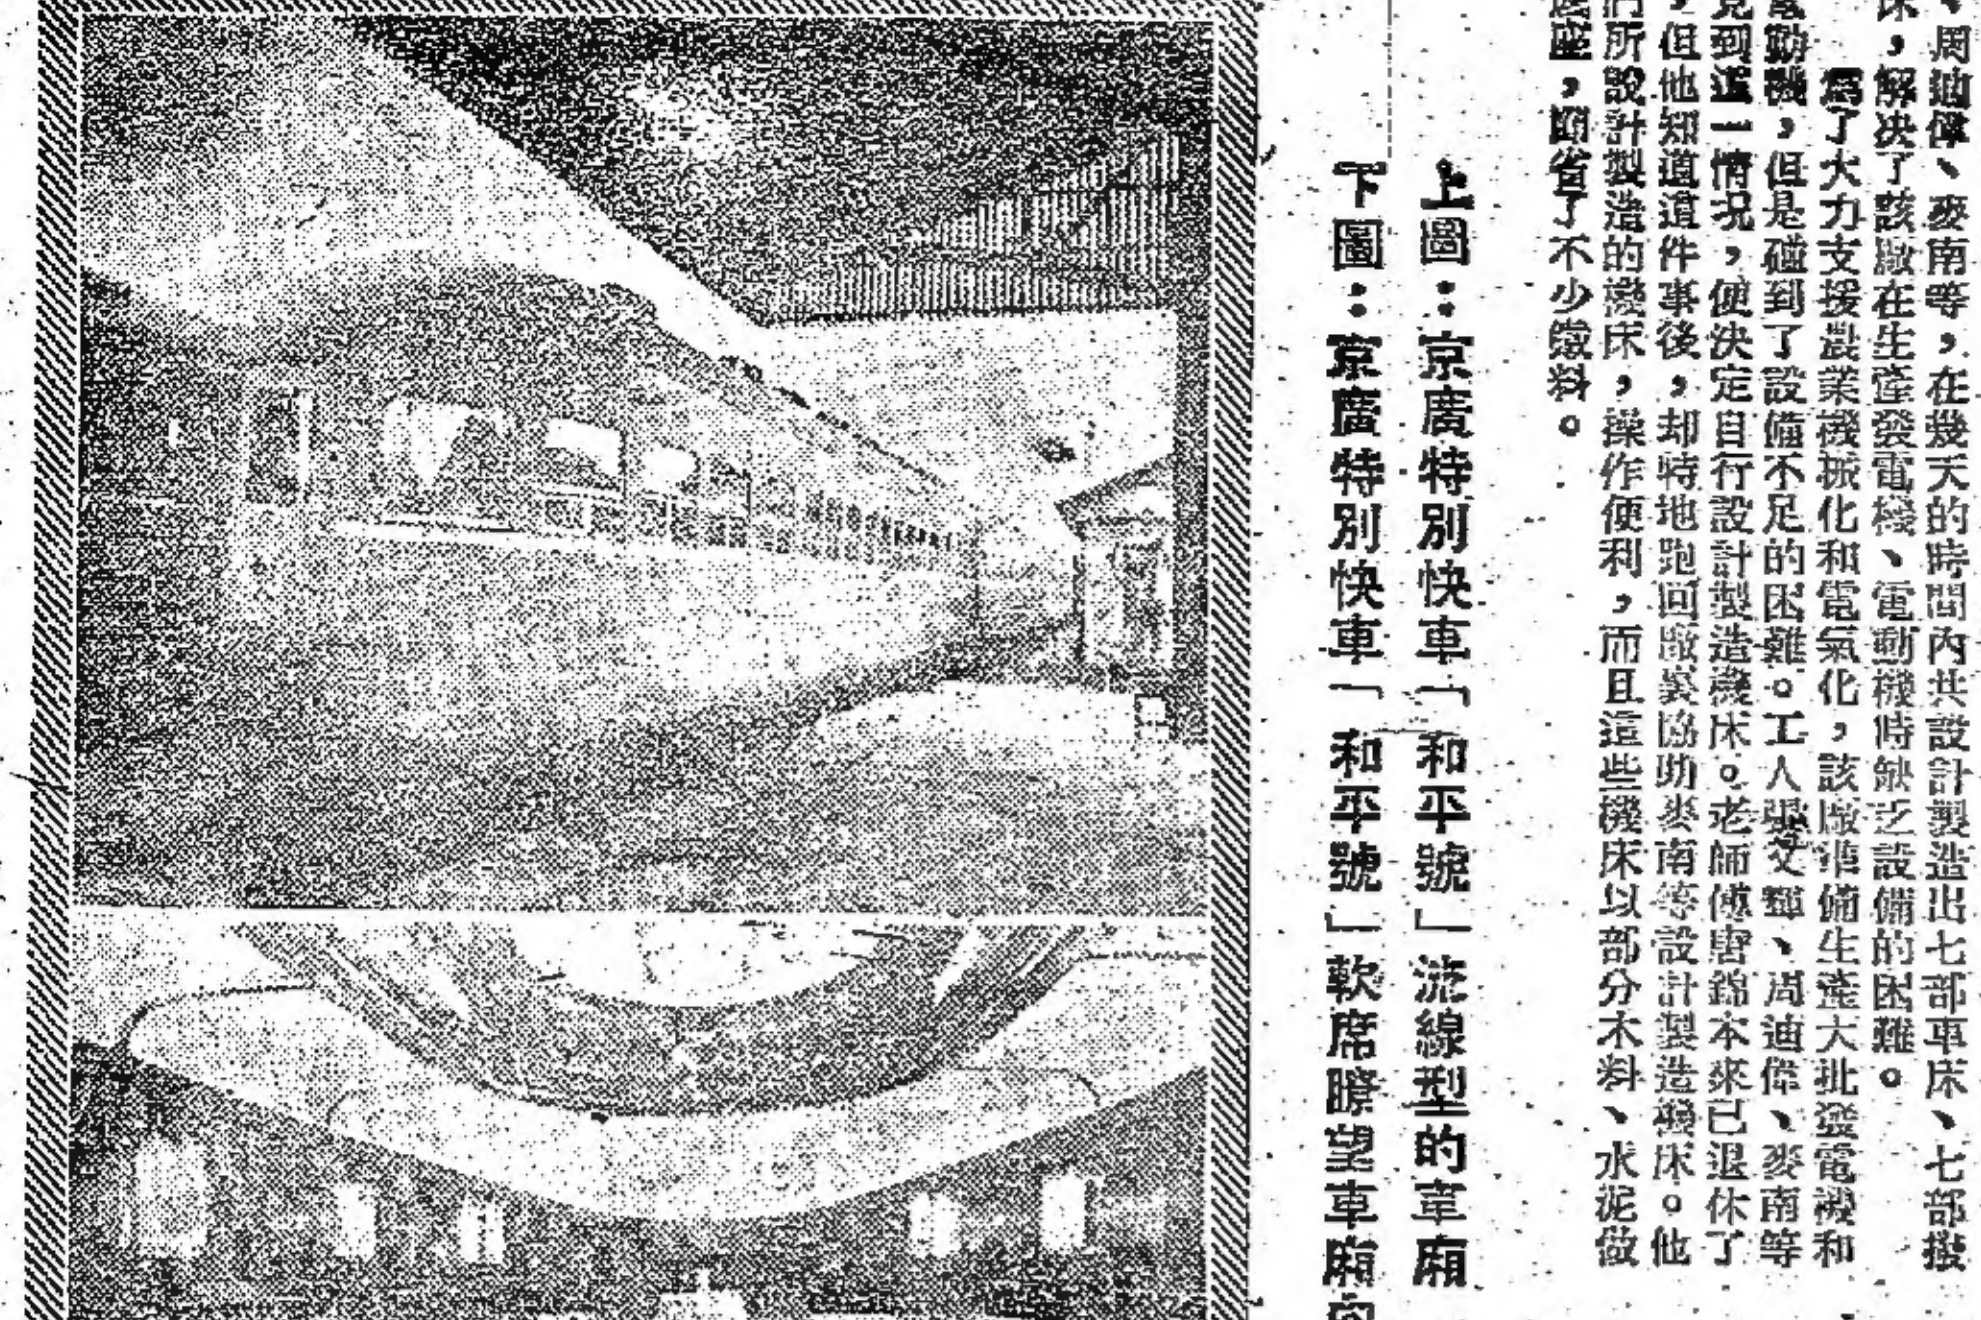 、周迪偉、麥南等，在幾天的時間內共設計製造出七部車床、七部
床，解决了該廠在生產發電機、電動機時缺乏設備的困難。
爲了大力支援農業機械化和電氣化，該廠準備生產大批發電機和
電動機，但是碰到了設備不足的困難。工人張文輝、周迪偉、麥南等
見到這一情况，便决定自行設計製造機床。老師傅唐錦本來已退休了
，但他知道這件事後，却特地跑回廠裏協助麥南等設計製造機床。他
們所設計製造的機床，操作便利，而且這些機床以部分木料、水泥做
底座，節省了不少鐵料。
上圖：京廣特別快車「和平號」流線型的車廂
下圖：京廣特別快車「和平號」軟席瞭望車廂